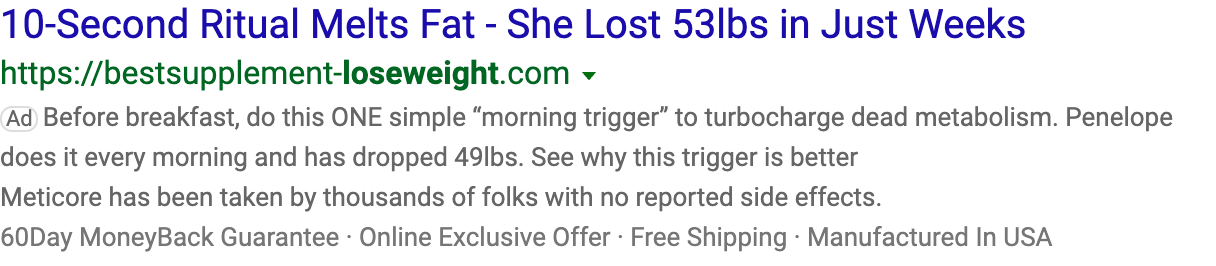 10-Second Ritual Melts Fat - She Lost 53lbs in Just Weeks
https://bestsupplement-loseweight.com
Ad Before breakfast, do this ONE simple “morning trigger” to turbocharge dead metabolism. Penelope
does it every morning and has dropped 49lbs. See why this trigger is better
Meticore has been taken by thousands of folks with no reported side effects.
60Day MoneyBack Guarantee · Online Exclusive Offer · Free Shipping · Manufactured In USA